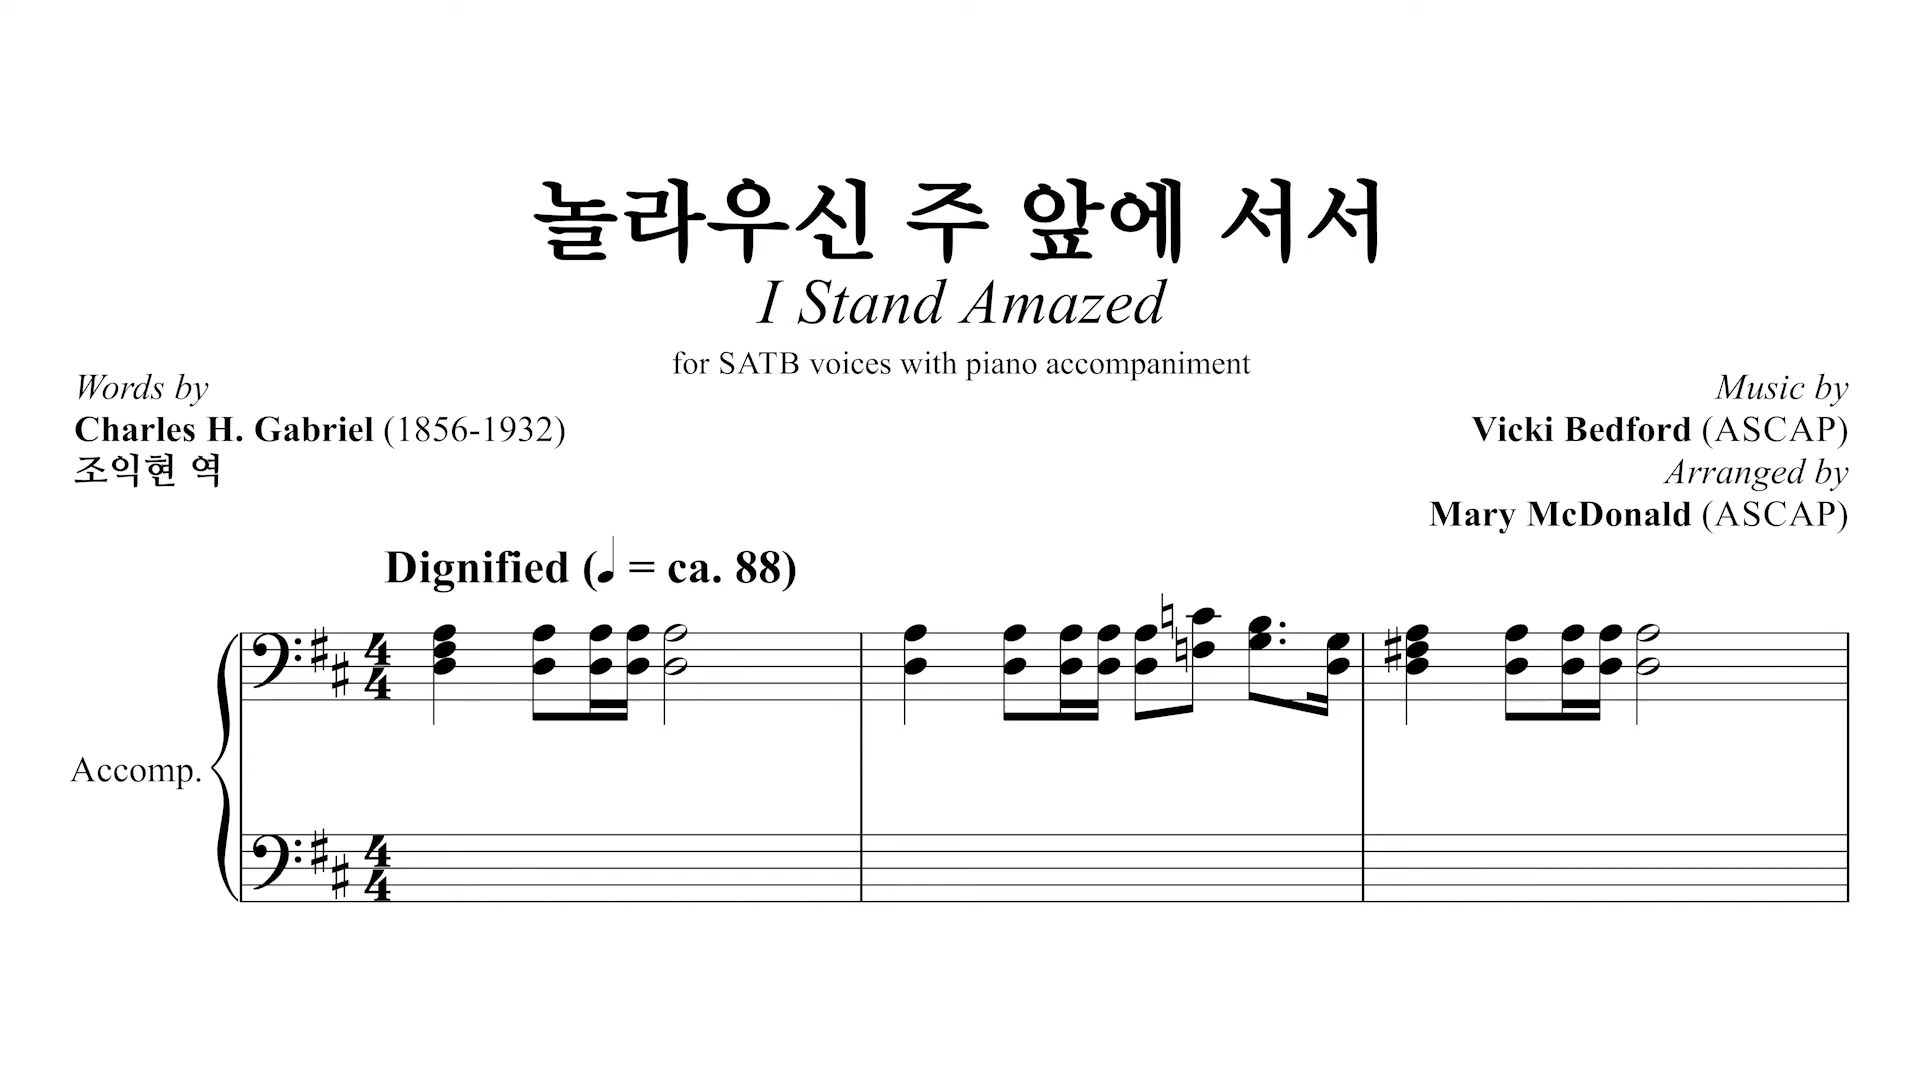 놀라우신 주 앞에 서서
I Stand Amazed
for SATB voices with piano accompaniment
Words by
Charles H. Gabriel (1856-1932)
조익현 역
Music by
Vicki Bedford (ASCAP)
Arranged by
Mary McDonald (ASCAP)
Dignified (♩ = ca. 88)
Accomp.